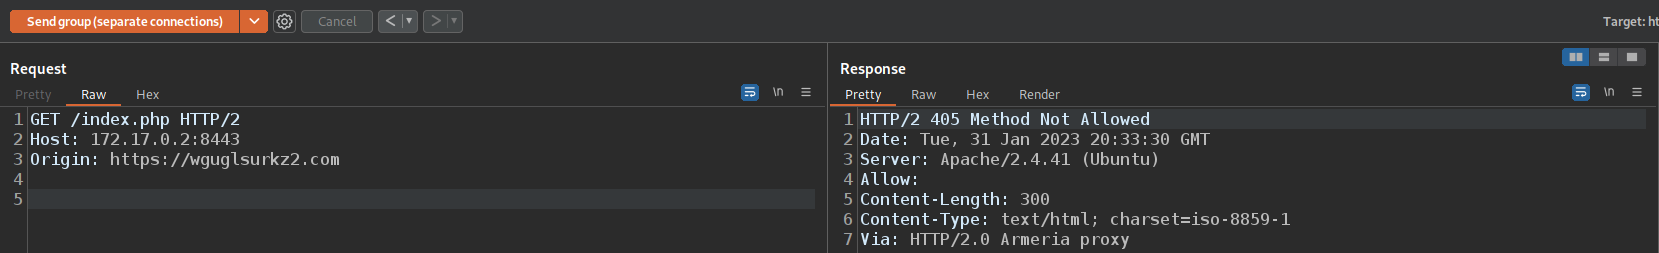 Send group (separate connections)
Cancel
< >
Target: ht
Request
Pretty Raw Hex
\n
1 GET /index.php HTTP/2
2 Host: 172.17.0.2:8443
3 Origin: https://wguglsurkz2.com
4
5
Response
Pretty Raw Hex Render
\n
1 HTTP/2 405 Method Not Allowed
2 Date: Tue, 31 Jan 2023 20:33:30 GMT
3 Server: Apache/2.4.41 (Ubuntu)
4 Allow:
5 Content-Length: 300
6 Content-Type: text/html; charset=iso-8859-1
7 Via: HTTP/2.0 Armeria proxy